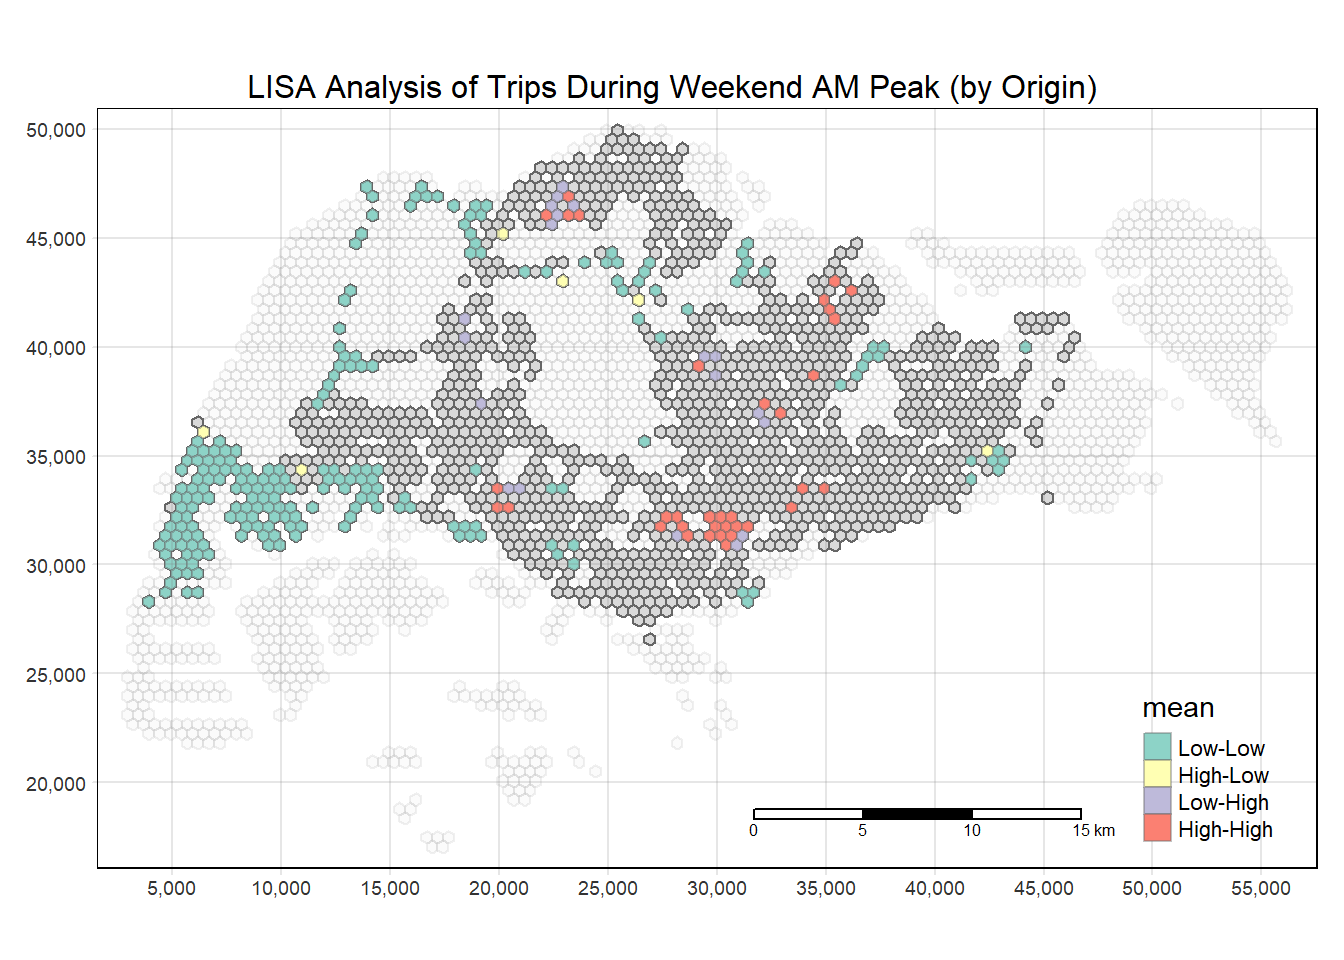 LISA Analysis of Trips During Weekend AM Peak (by Origin)
50,000
45,000
40,000
35,000
30,000
25,000
20,000
mean
Low-Low
High-Low
Low-High
High-High
0 5 10 15 km
5,000 10,000 15,000 20,000 25,000 30,000 35,000 40,000 45,000 50,000 55,000